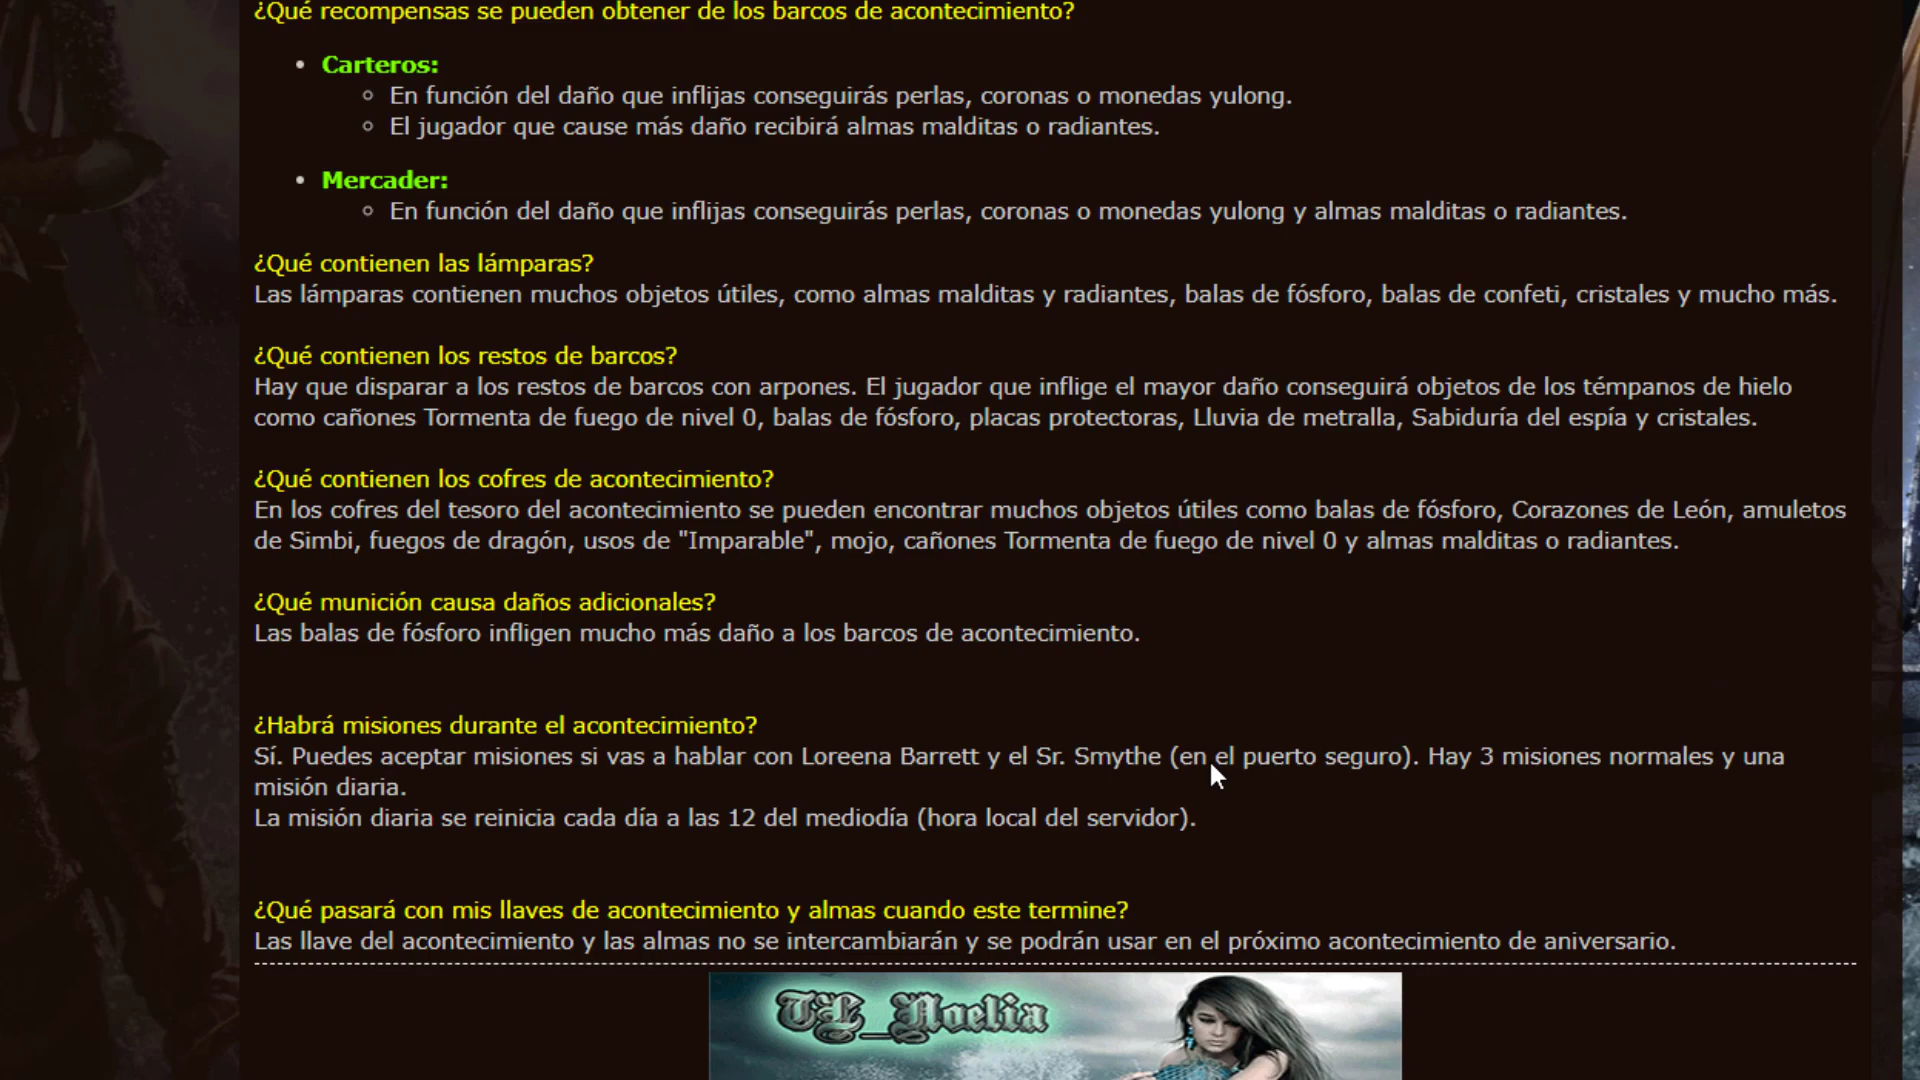 ¿Qué recompensas se pueden obtener de los barcos de acontecimiento?
Carteros:
En función del daño que inflijas conseguirás perlas, coronas o monedas yulong.
El jugador que cause más daño recibirá almas malditas o radiantes.
Mercader:
En función del daño que inflijas conseguirás perlas, coronas o monedas yulong y almas malditas o radiantes.
¿Qué contienen las lámparas?
Las lámparas contienen muchos objetos útiles, como almas malditas y radiantes, balas de fósforo, balas de confeti, cristales y mucho más.
¿Qué contienen los restos de barcos?
Hay que disparar a los restos de barcos con arpones. El jugador que inflige el mayor daño conseguirá objetos de los témpanos de hielo
como cañones Tormenta de fuego de nivel 0, balas de fósforo, placas protectoras, Lluvia de metralla, Sabiduría del espía y cristales.
¿Qué contienen los cofres de acontecimiento?
En los cofres del tesoro del acontecimiento se pueden encontrar muchos objetos útiles como balas de fósforo, Corazones de León, amuletos
de Simbi, fuegos de dragón, usos de "Imparable", mojo, cañones Tormenta de fuego de nivel 0 y almas malditas o radiantes.
¿Qué munición causa daños adicionales?
Las balas de fósforo infligen mucho más daño a los barcos de acontecimiento.
¿Habrá misiones durante el acontecimiento?
Sí. Puedes aceptar misiones si vas a hablar con Loreena Barrett y el Sr. Smythe (en el puerto seguro). Hay 3 misiones normales y una
misión diaria.
La misión diaria se reinicia cada día a las 12 del mediodía (hora local del servidor).
¿Qué pasará con mis llaves de acontecimiento y almas cuando este termine?
Las llave del acontecimiento y las almas no se intercambiarán y se podrán usar en el próximo acontecimiento de aniversario.
TL_Noelia